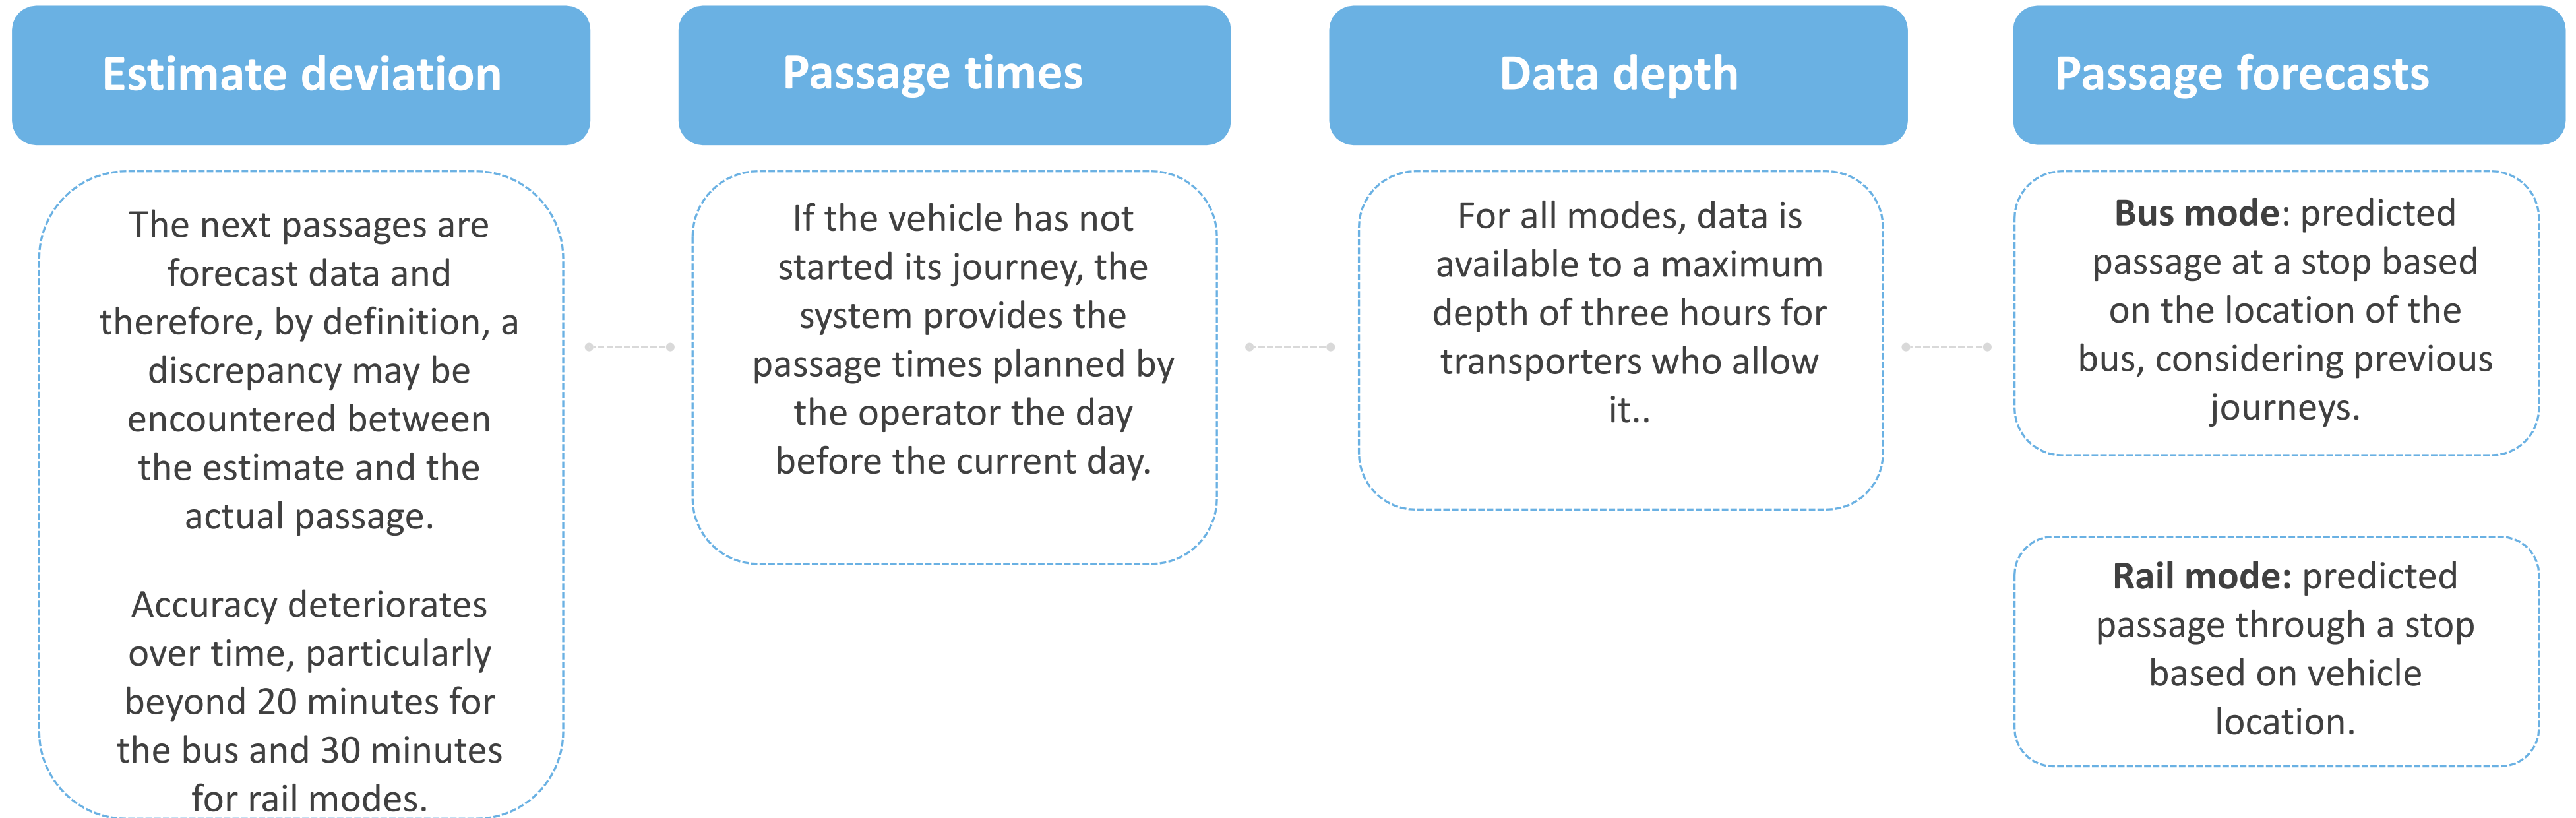 Estimate deviation
The next passages are
forecast data and
therefore, by definition, a
discrepancy may be
encountered between
the estimate and the
actual passage.
Accuracy deteriorates
over time, particularly
beyond 20 minutes for
the bus and 30 minutes
for rail modes.
Passage times
If the vehicle has not
started its journey, the
system provides the
passage times planned by
the operator the day
before the current day.
Data depth
For all modes, data is
available to a maximum
depth of three hours for
transporters who allow
it..
Passage forecasts
Bus mode: predicted
passage at a stop based
on the location of the
bus, considering previous
journeys.
Rail mode: predicted
passage through a stop
based on vehicle
location.